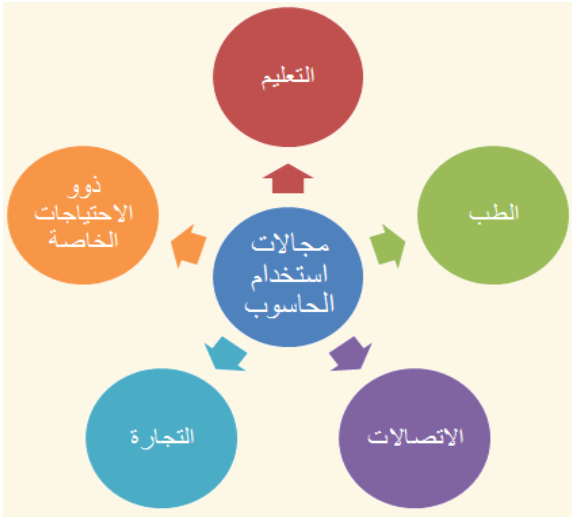 التعليم
الطب
الاتصالات
التجارة
ذوو
الاحتياجات
الخاصة
مجالات
استخدام
الحاسوب